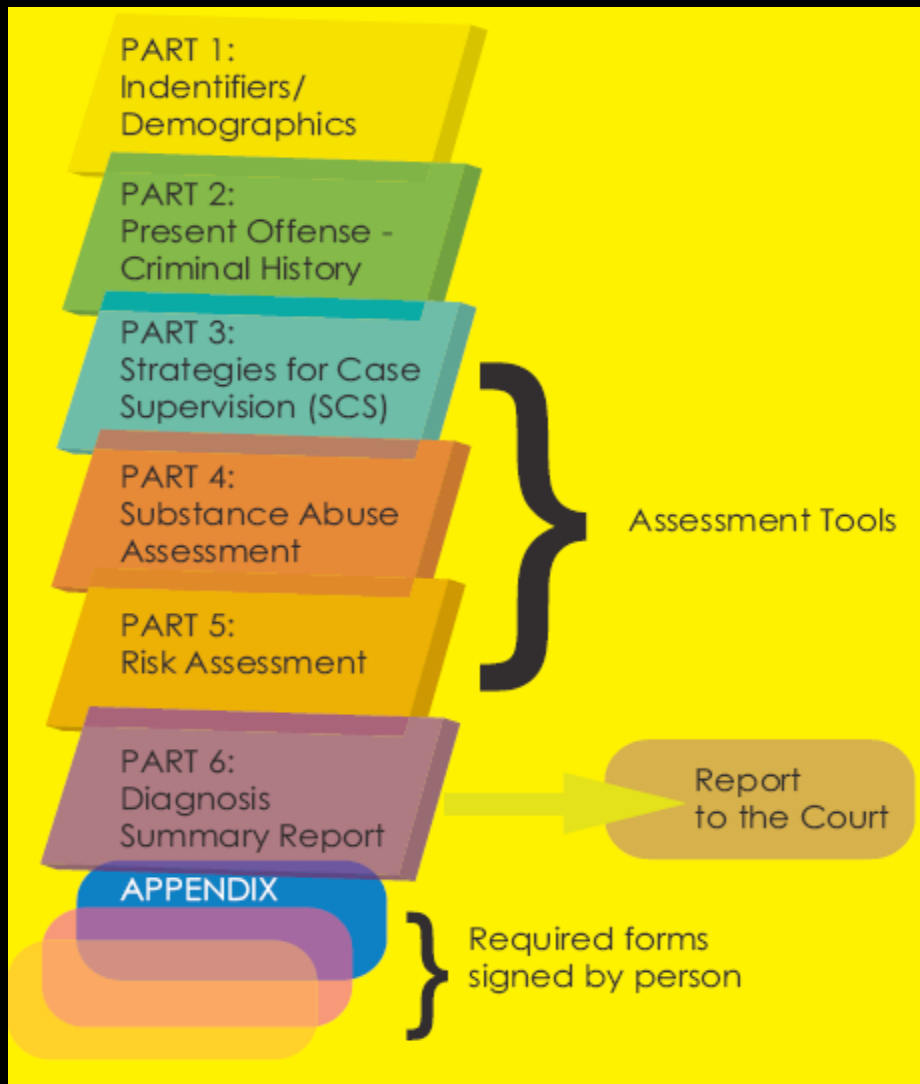 PART 1:
Indentifiers/
Demographics
PART 2:
Present Offense -
Criminal History
PART 3:
Strategies for Case
Supervision (SCS)
PART 4:
Substance Abuse
Assessment
Assessment Tools
PART 5:
Risk Assessment
PART 6:
Diagnosis
Summary Report
Report
to the Court
APPENDIX
Required forms
signed by person